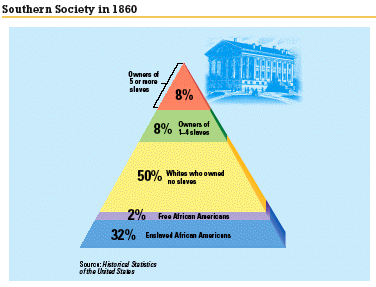 Southern Society in 1860
Owners of
5 or more
slaves
8%
8% Owners of
1–4 slaves
50% Whites who owned
no slaves
2% Free African Americans
32% Enslaved African Americans
Source: Historical Statistics
of the United States